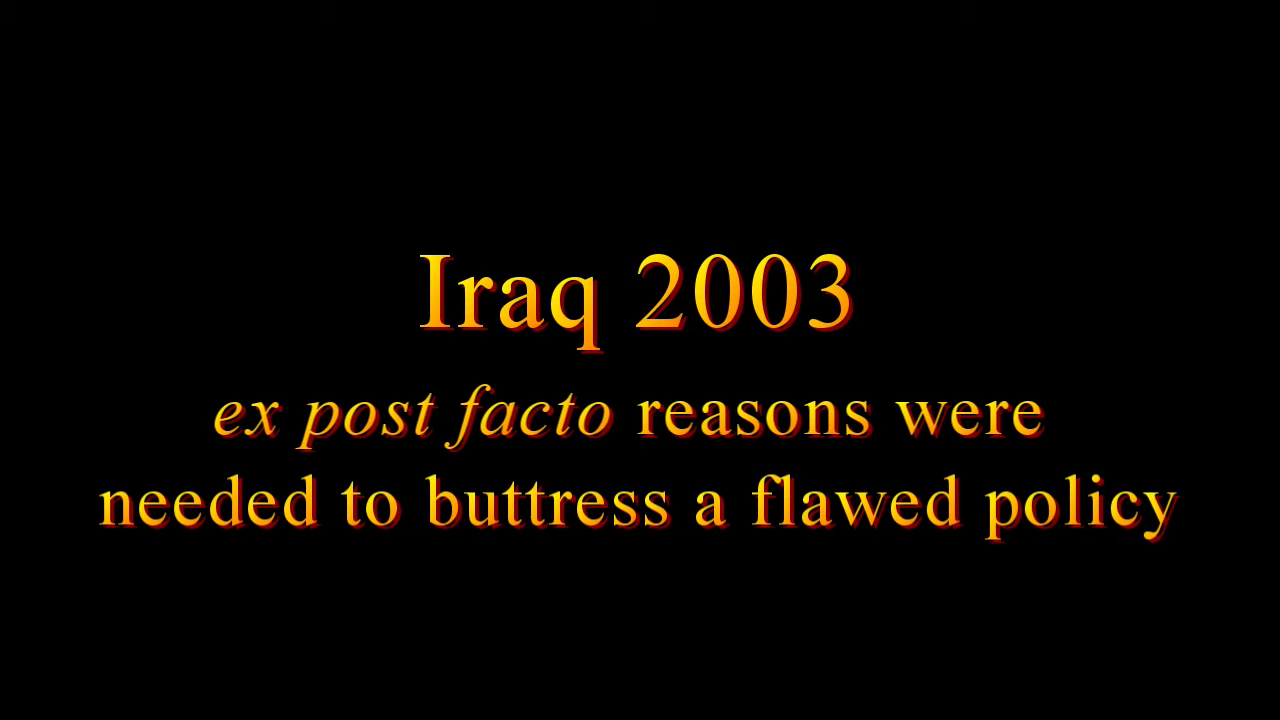 Iraq 2003
ex post facto reasons were
needed to buttress a flawed policy